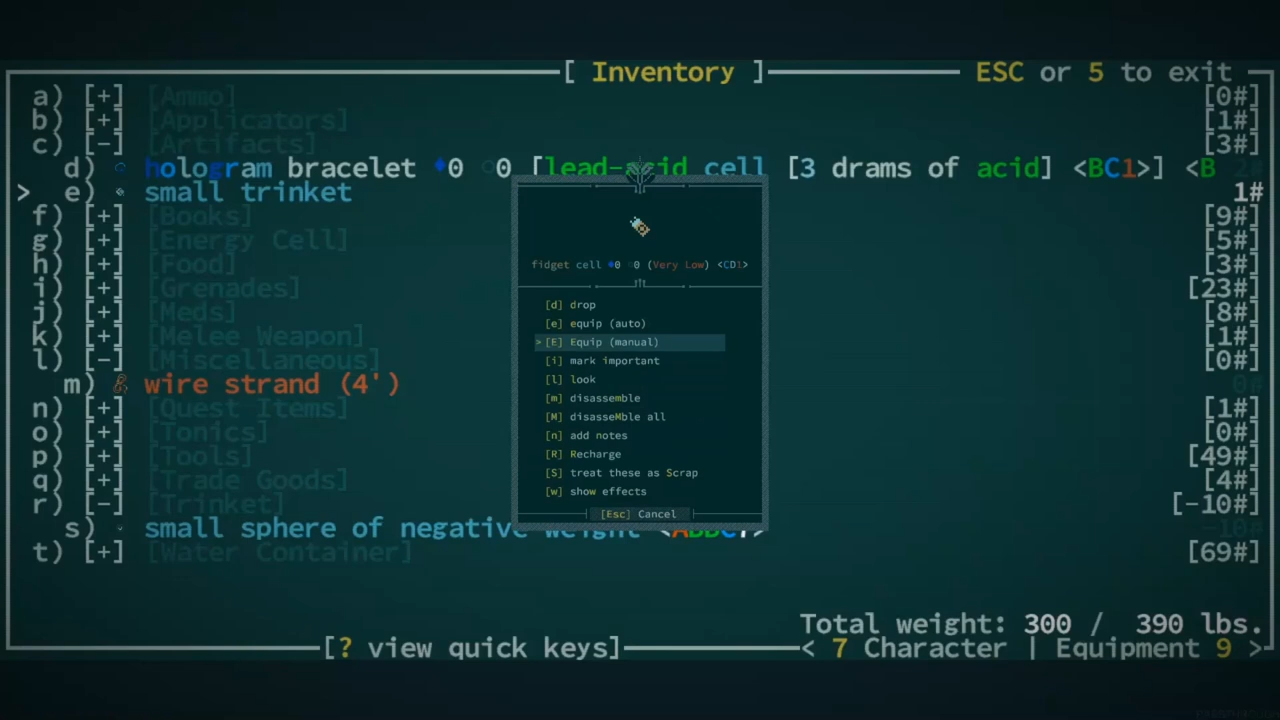 [ Inventory ] ESC or 5 to exit
a) [+] [Ammo] [0#]
b) [+] [Applicators] [1#]
c) [-] [Artifacts] [3#]
d) hologram bracelet ♦0 ○0 [lead-acid cell [3 drams of acid] <BC1>] <B 2#
> e) small trinket 1#
f) [+] [Books] [9#]
g) [+] [Energy Cell] [5#]
h) [+] [Food] [3#]
i) [+] [Grenades] [23#]
j) [+] [Meds] [8#]
k) [+] [Melee Weapon] [1#]
l) [-] [Miscellaneous] [0#]
m) wire strand (4') 0#
n) [+] [Quest Items] [1#]
o) [+] [Tonics] [0#]
p) [+] [Tools] [49#]
q) [+] [Trade Goods] [4#]
r) [-] [Trinket] [-10#]
s) small sphere of negative weight -10#
t) [+] [Water Container] [69#]
fidget cell ♦0 ○0 (Very Low) <CD1>
[d] drop
[e] equip (auto)
> [E] Equip (manual)
[i] mark important
[l] look
[m] disassemble
[M] disasseMble all
[n] add notes
[R] Recharge
[S] treat these as Scrap
[w] show effects
[Esc] Cancel
Total weight: 300 / 390 lbs.
[? view quick keys] < 7 Character | Equipment 9 >